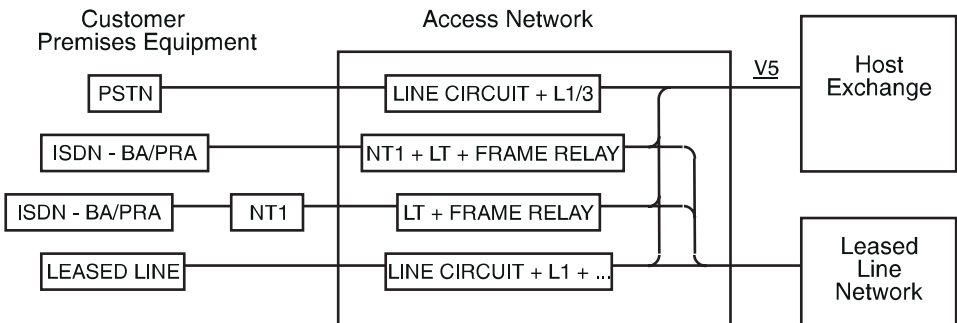 Customer
Premises Equipment
Access Network
V5
Host
Exchange
PSTN
LINE CIRCUIT + L1/3
ISDN - BA/PRA
NT1 + LT + FRAME RELAY
ISDN - BA/PRA
NT1
LT + FRAME RELAY
LEASED LINE
LINE CIRCUIT + L1 + ...
Leased
Line
Network